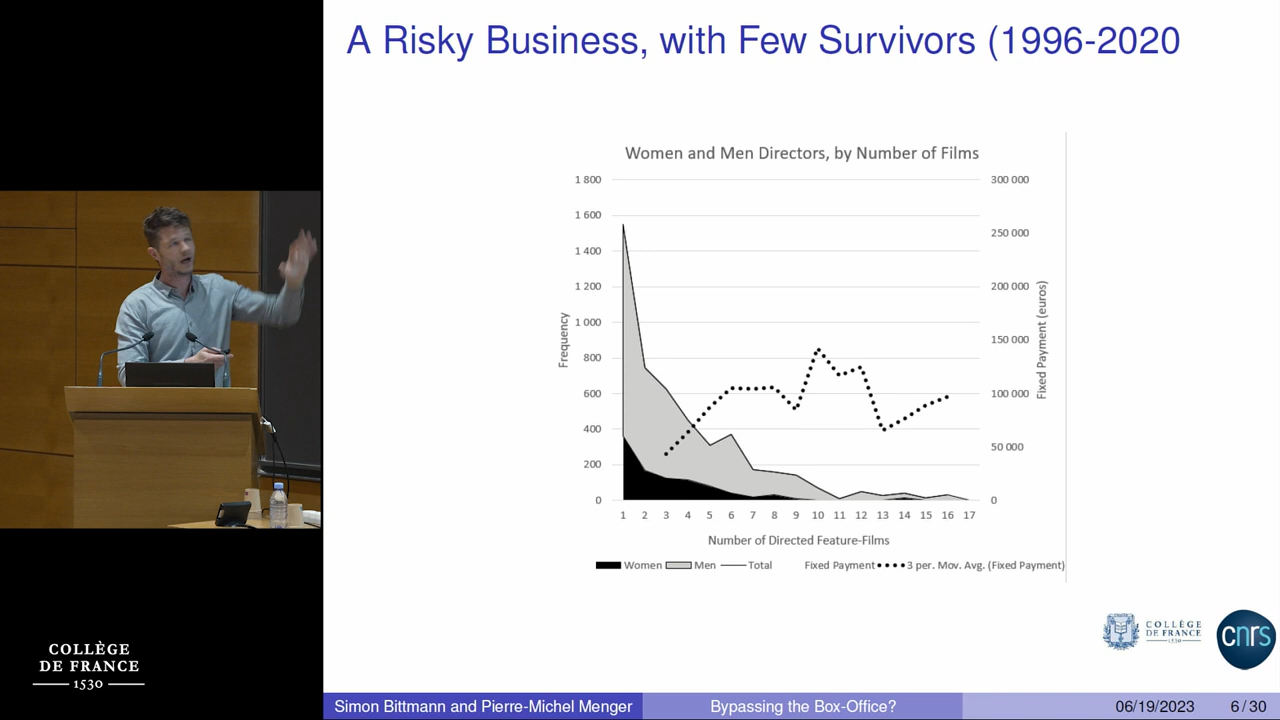 A Risky Business, with Few Survivors (1996-2020
Women and Men Directors, by Number of Films
1 800
1 600
1 400
1 200
1 000
800
600
400
200
0
Frequency
300 000
250 000
200 000
150 000
100 000
50 000
0
Fixed Payment (euros)
1 2 3 4 5 6 7 8 9 10 11 12 13 14 15 16 17
Number of Directed Feature-Films
Women Men Total Fixed Payment 3 per. Mov. Avg. (Fixed Payment)
COLLÈGE
DE FRANCE
1530
COLLÈGE
DE FRANCE
1530
cnrs
Simon Bittmann and Pierre-Michel Menger Bypassing the Box-Office? 06/19/2023 6 / 30